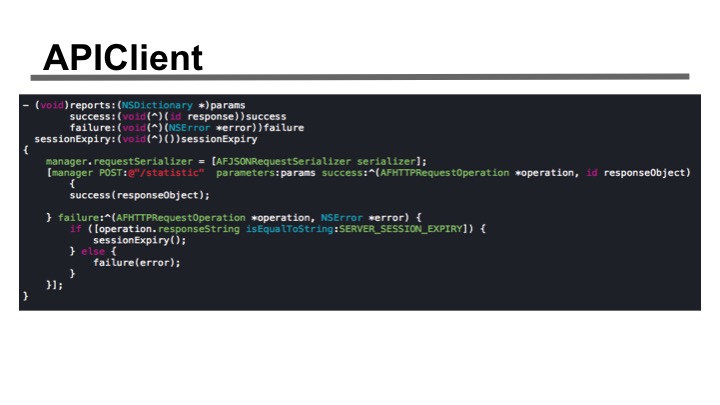 APIClient
- (void)reports:(NSDictionary *)params
success:(void(^)(id response))success
failure:(void(^)(NSError *error))failure
sessionExpiry:(void(^)())sessionExpiry
{
manager.requestSerializer = [AFJSONRequestSerializer serializer];
[manager POST:@"/statistic" parameters:params success:^(AFHTTPRequestOperation *operation, id responseObject)
{
success(responseObject);
} failure:^(AFHTTPRequestOperation *operation, NSError *error) {
if ([operation.responseString isEqualToString:SERVER_SESSION_EXPIRY]) {
sessionExpiry();
} else {
failure(error);
}
}];
}